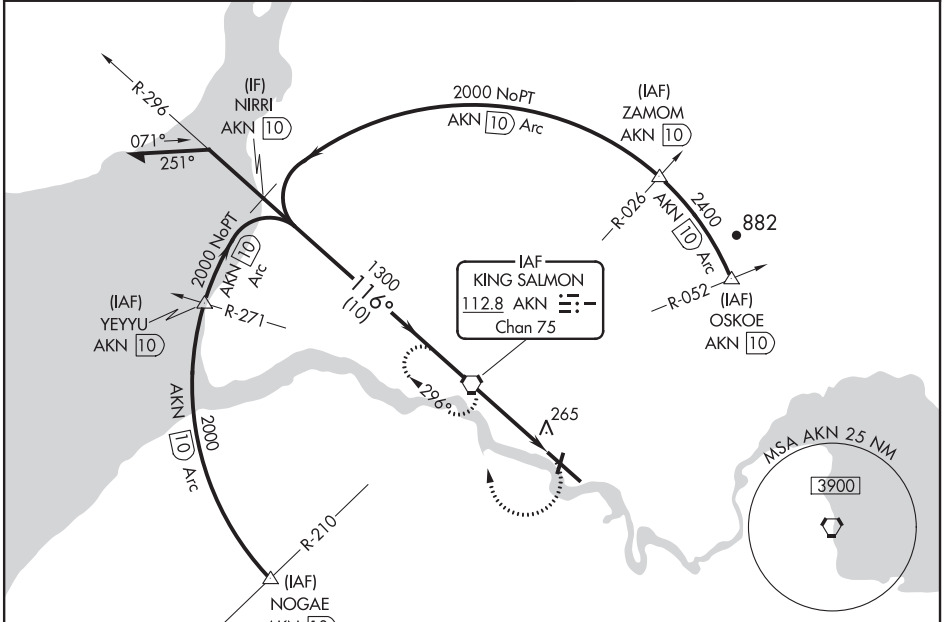 (IF)
NIRRI
AKN 10
R-296
071°
251°
2000 NoPT
AKN 10 Arc
(IAF)
ZAMOM
AKN 10
R-026
2400
AKN 10 Arc
882
R-052
(IAF)
OSKOE
AKN 10
2000 NoPT
AKN 10 Arc
(IAF)
YEYYU
AKN 10
R-271
1300
116°
(10)
IAF
KING SALMON
112.8 AKN
Chan 75
296°
265
2000
AKN 10 Arc
R-210
(IAF)
NOGAE
MSA AKN 25 NM
3900